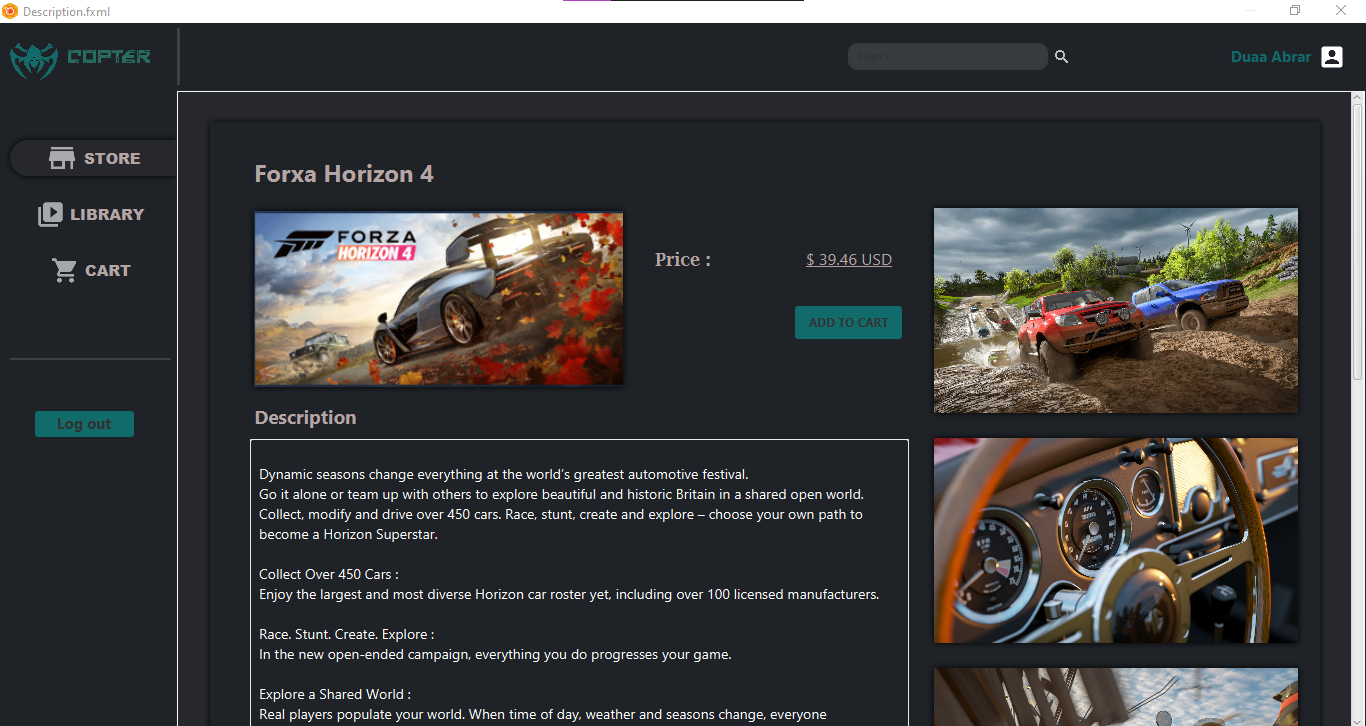 Description.fxml
COPTER
Search
Duaa Abrar
STORE
LIBRARY
CART
Log out
Forxa Horizon 4
FORZA
HORIZON 4
Price :
$ 39.46 USD
ADD TO CART
Description
Dynamic seasons change everything at the world’s greatest automotive festival.
Go it alone or team up with others to explore beautiful and historic Britain in a shared open world.
Collect, modify and drive over 450 cars. Race, stunt, create and explore – choose your own path to
become a Horizon Superstar.
Collect Over 450 Cars :
Enjoy the largest and most diverse Horizon car roster yet, including over 100 licensed manufacturers.
Race. Stunt. Create. Explore :
In the new open-ended campaign, everything you do progresses your game.
Explore a Shared World :
Real players populate your world. When time of day, weather and seasons change, everyone